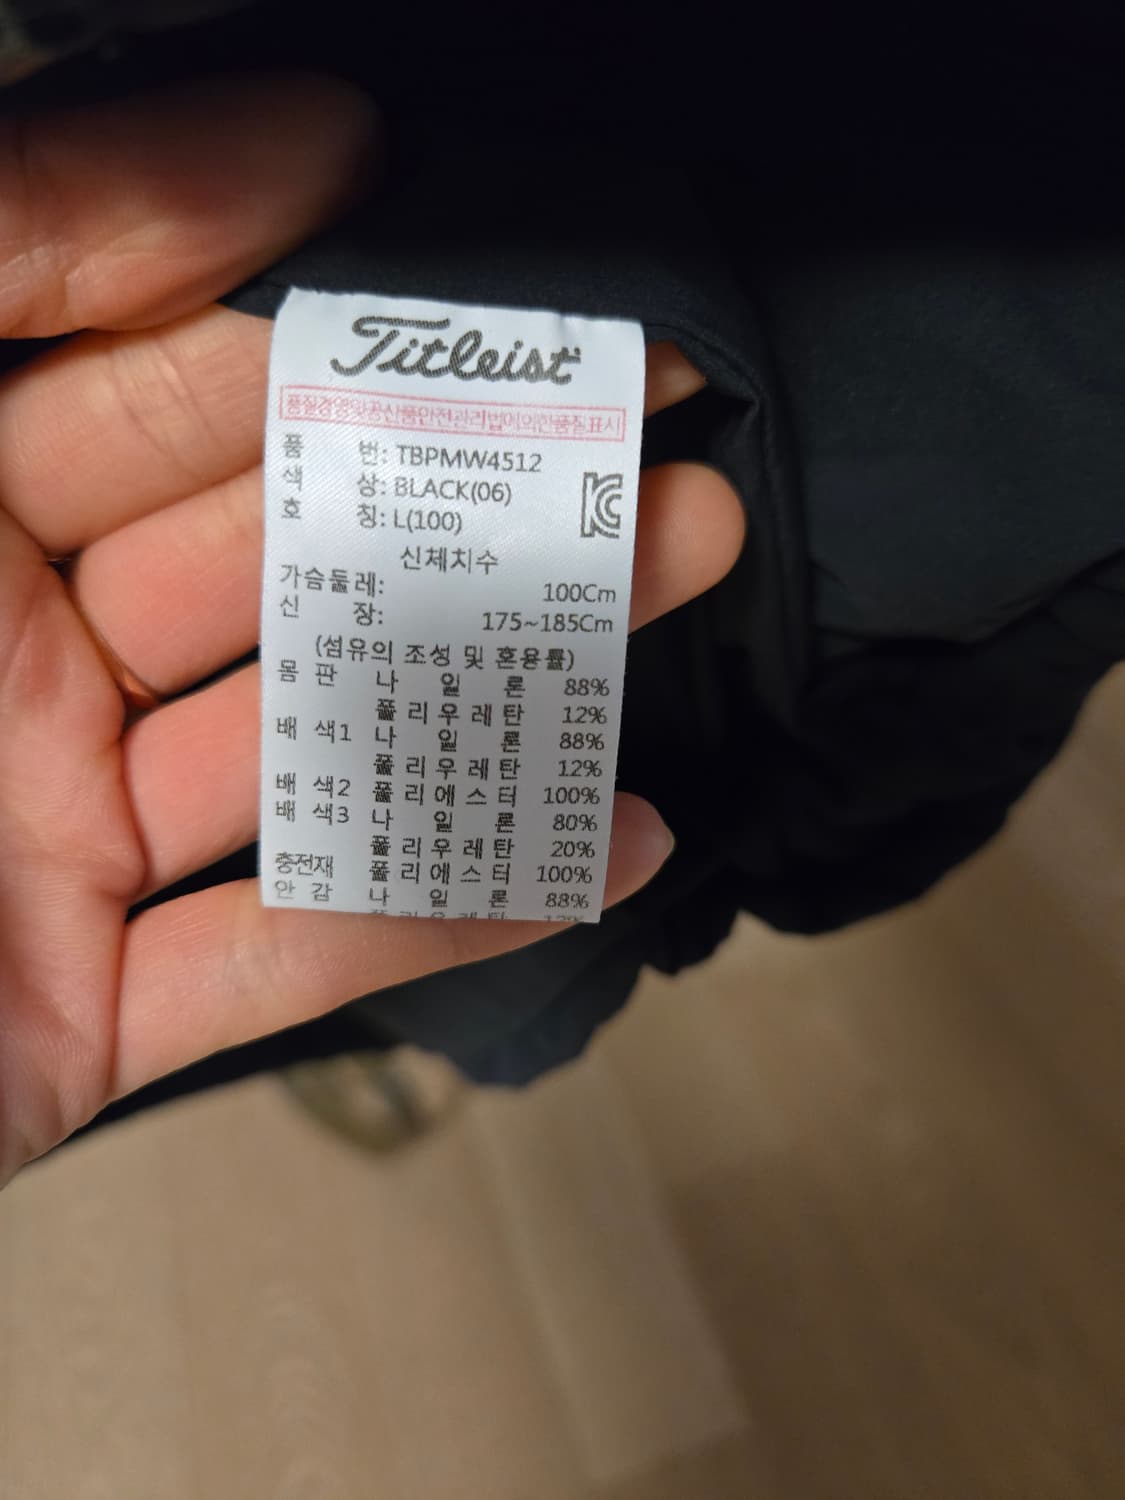 Titleist
품질경영및공산품안전관리법에의한품질표시
품 번: TBPMW4512
색 상: BLACK(06)
호 칭: L(100)
신체치수
가슴둘레: 100Cm
신 장: 175~185Cm
(섬유의 조성 및 혼용률)
몸 판 나 일 론 88%
폴 리 우 레 탄 12%
배 색1 나 일 론 88%
폴 리 우 레 탄 12%
배 색2 폴 리 에 스 터 100%
배 색3 나 일 론 80%
폴 리 우 레 탄 20%
충전재 폴 리 에 스 터 100%
안 감 나 일 론 88%
폴 리 우 레 탄 12%